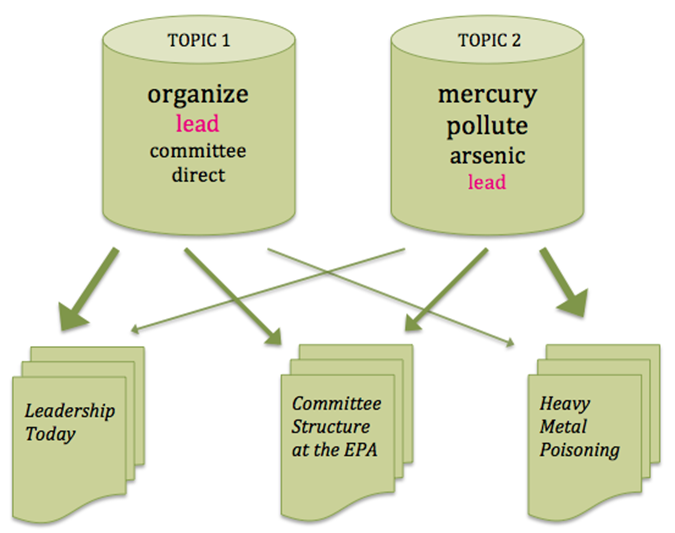 TOPIC 1
organize
lead
committee
direct
TOPIC 2
mercury
pollute
arsenic
lead
Leadership
Today
Committee
Structure
at the EPA
Heavy
Metal
Poisoning